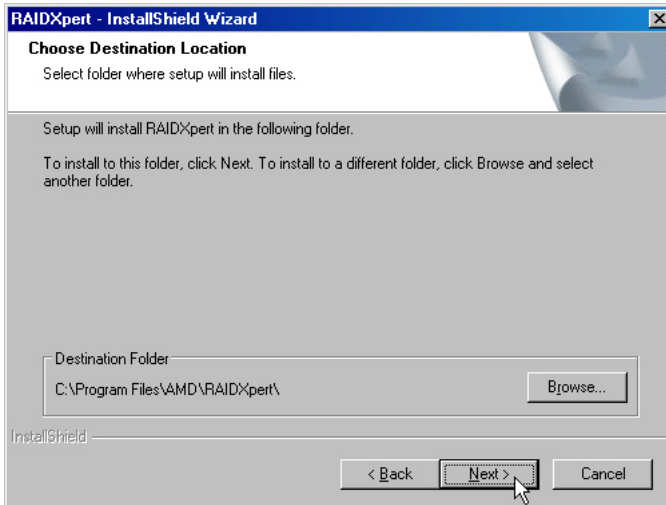 RAIDXpert - InstallShield Wizard
Choose Destination Location
Select folder where setup will install files.
Setup will install RAIDXpert in the following folder.
To install to this folder, click Next. To install to a different folder, click Browse and select
another folder.
Destination Folder
C:\Program Files\AMD\RAIDXpert\
Browse...
InstallShield
< Back
Next >
Cancel